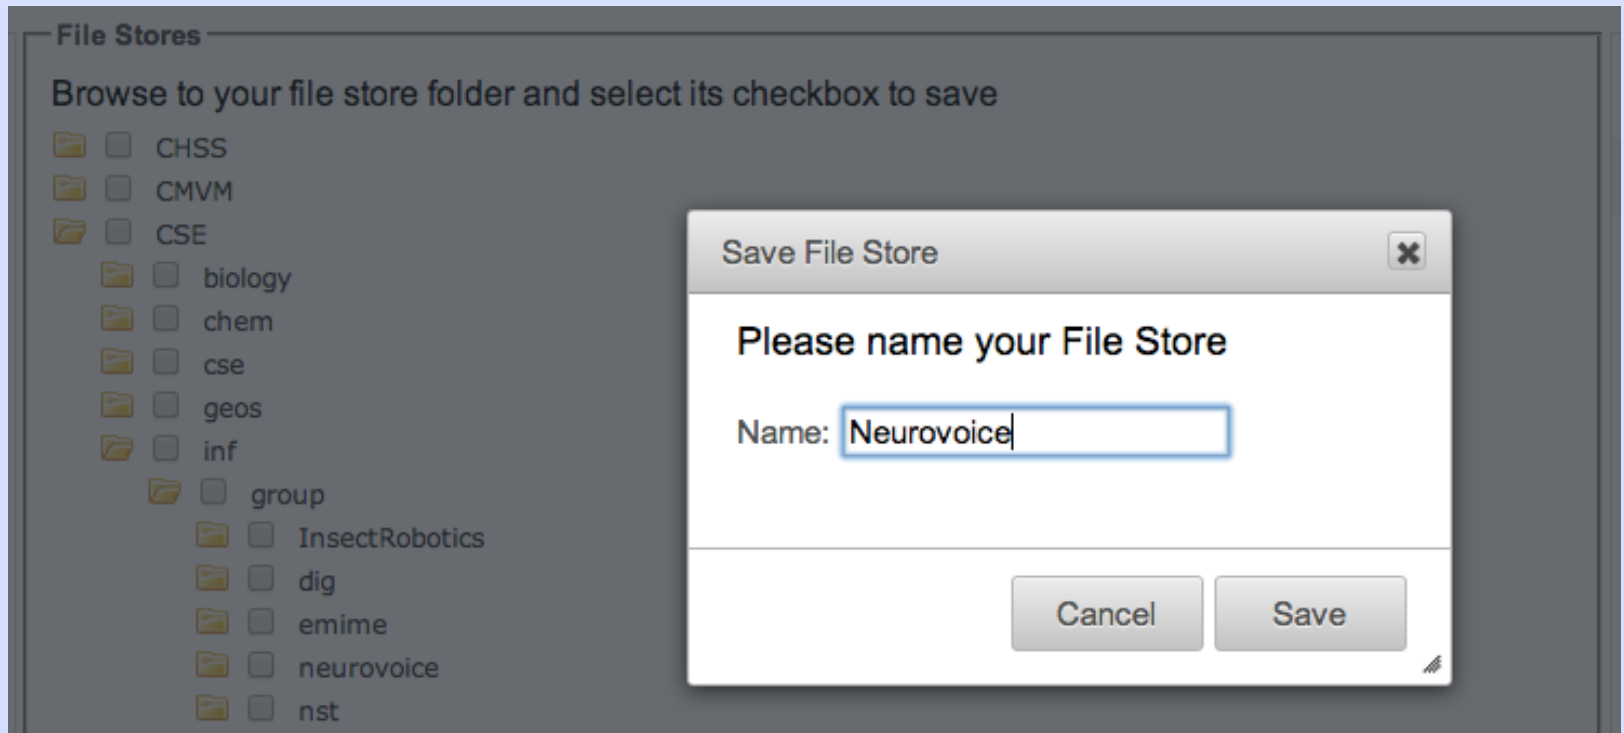 File Stores
Browse to your file store folder and select its checkbox to save
CHSS
CMVM
CSE
biology
chem
cse
geos
inf
group
InsectRobotics
dig
emime
neurovoice
nst
Save File Store
Please name your File Store
Name: Neurovoice
Cancel Save